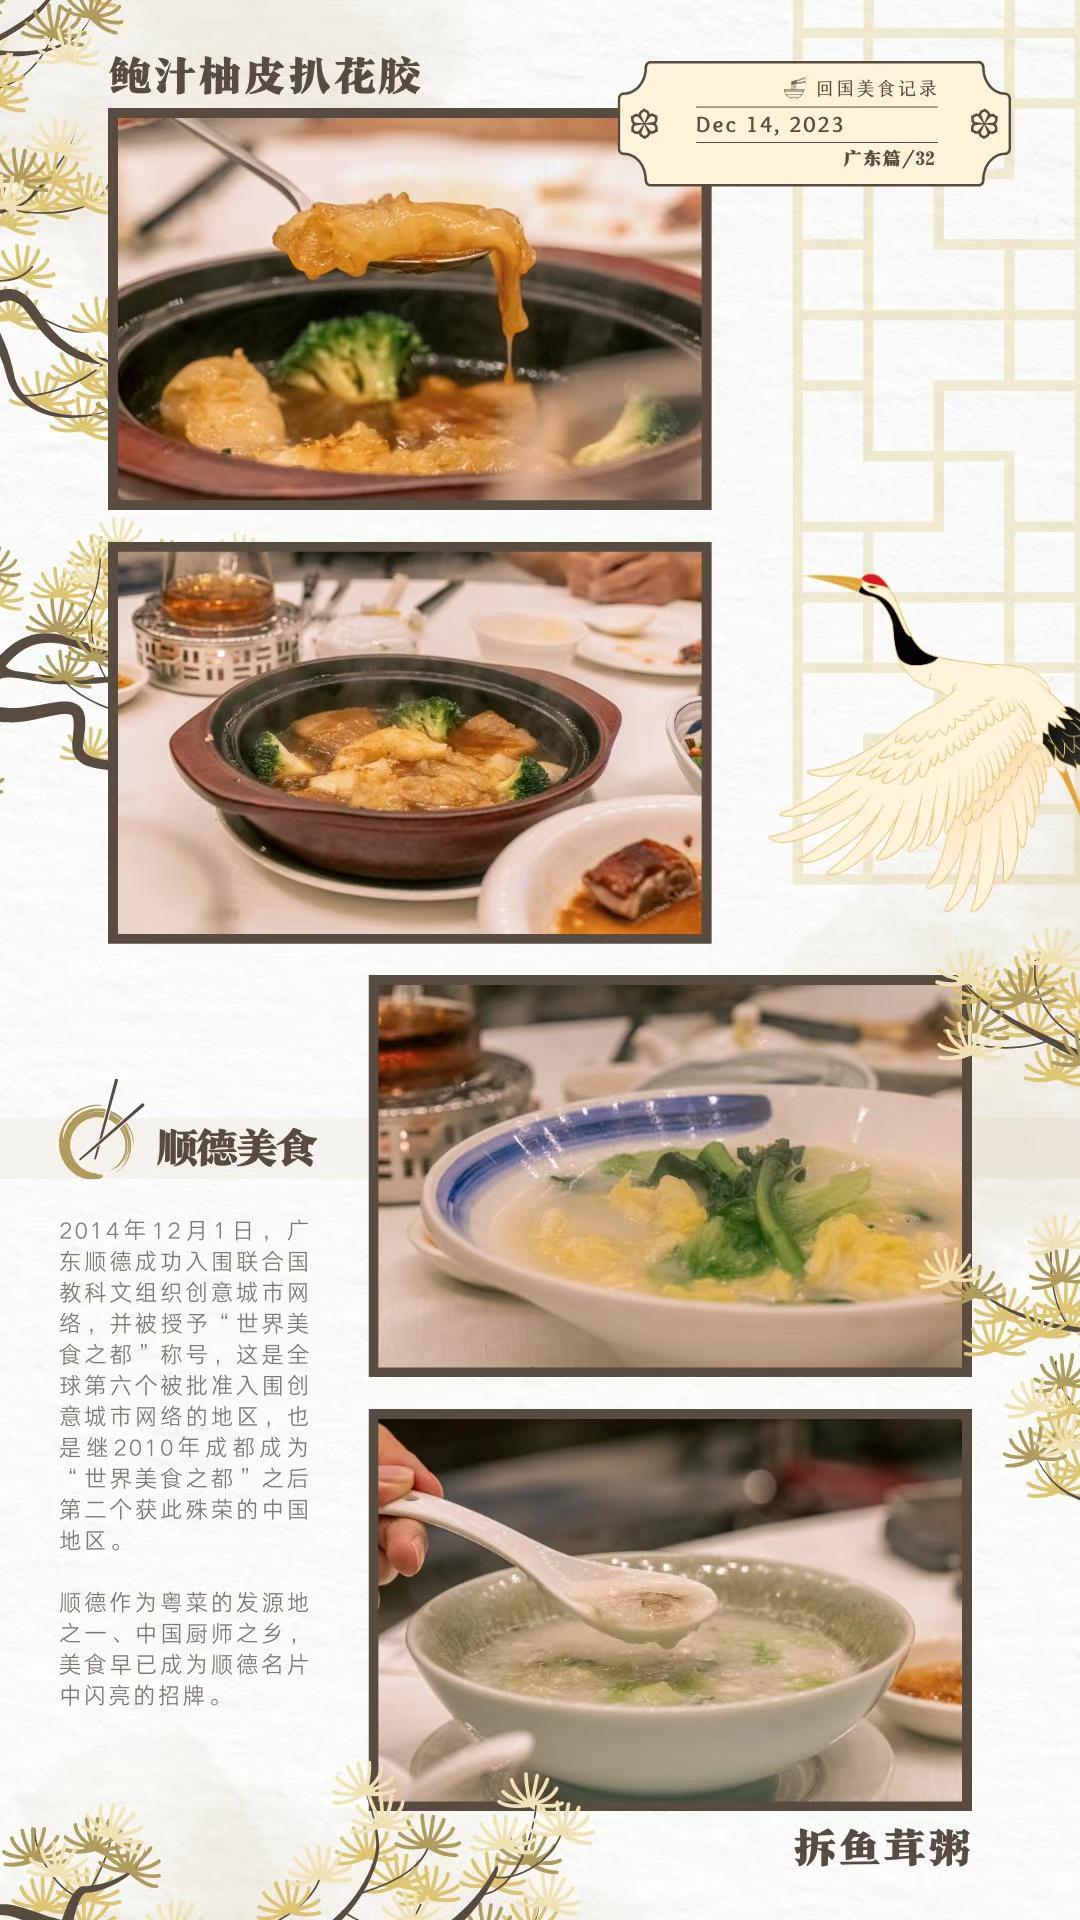 鲍汁柚皮扒花胶
回国美食记录
Dec 14, 2023
广东篇/32
顺德美食
2014年12月1日，广
东顺德成功入围联合国
教科文组织创意城市网
络，并被授予“世界美
食之都”称号，这是全
球第六个被批准入围创
意城市网络的地区，也
是继2010年成都成为
“世界美食之都”之后
第二个获此殊荣的中国
地区。
顺德作为粤菜的发源地
之一、中国厨师之乡，
美食早已成为顺德名片
中闪亮的招牌。
拆鱼茸粥